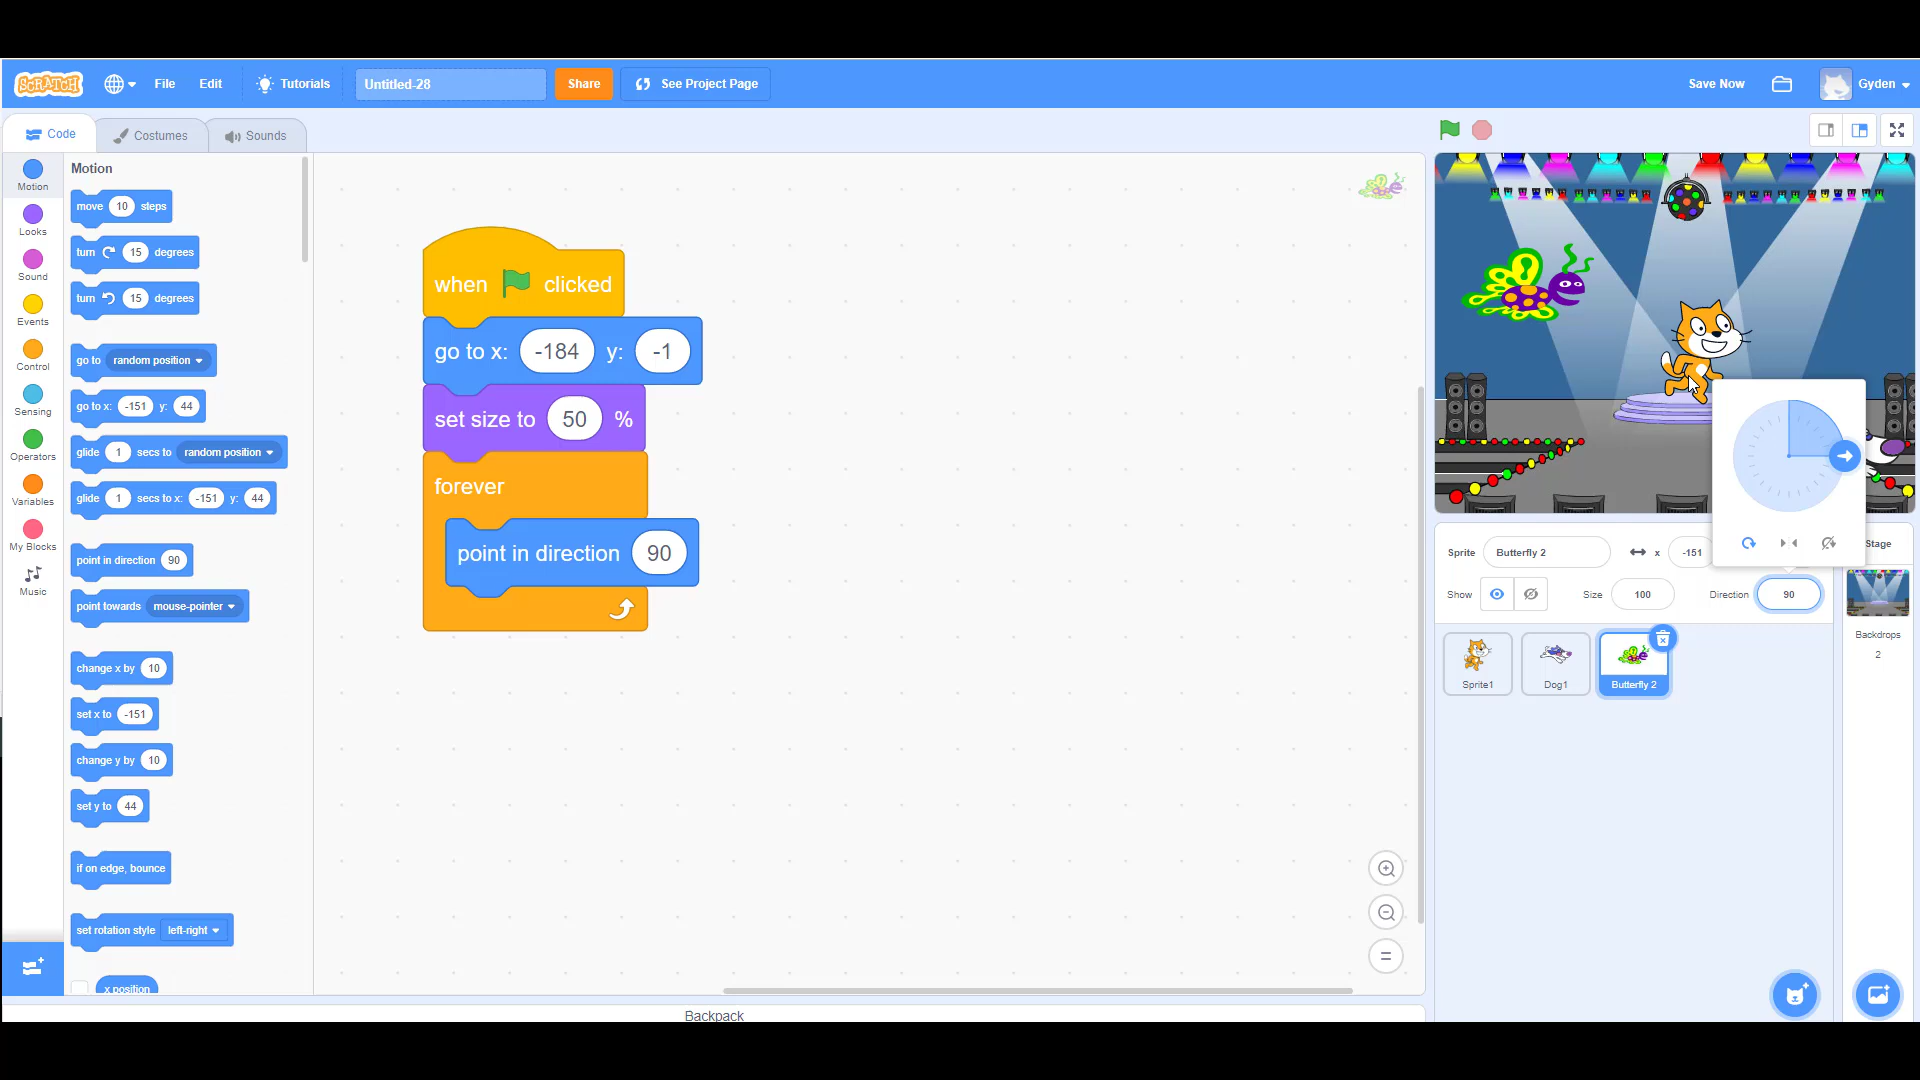 SCRATCH File Edit Tutorials Untitled-28 Share See Project Page Save Now Gyden
Code Costumes Sounds
Motion
Looks
Sound
Events
Control
Sensing
Operators
Variables
My Blocks
Music
Motion
move 10 steps
turn 15 degrees
turn 15 degrees
go to random position
go to x: -151 y: 44
glide 1 secs to random position
glide 1 secs to x: -151 y: 44
point in direction 90
point towards mouse-pointer
change x by 10
set x to -151
change y by 10
set y to 44
if on edge, bounce
set rotation style left-right
x position
when clicked
go to x: -184 y: -1
set size to 50 %
forever
point in direction 90
Backpack
Sprite Butterfly 2 x -151
Show Size 100 Direction 90
Sprite1 Dog1 Butterfly 2
Stage
Backdrops
2